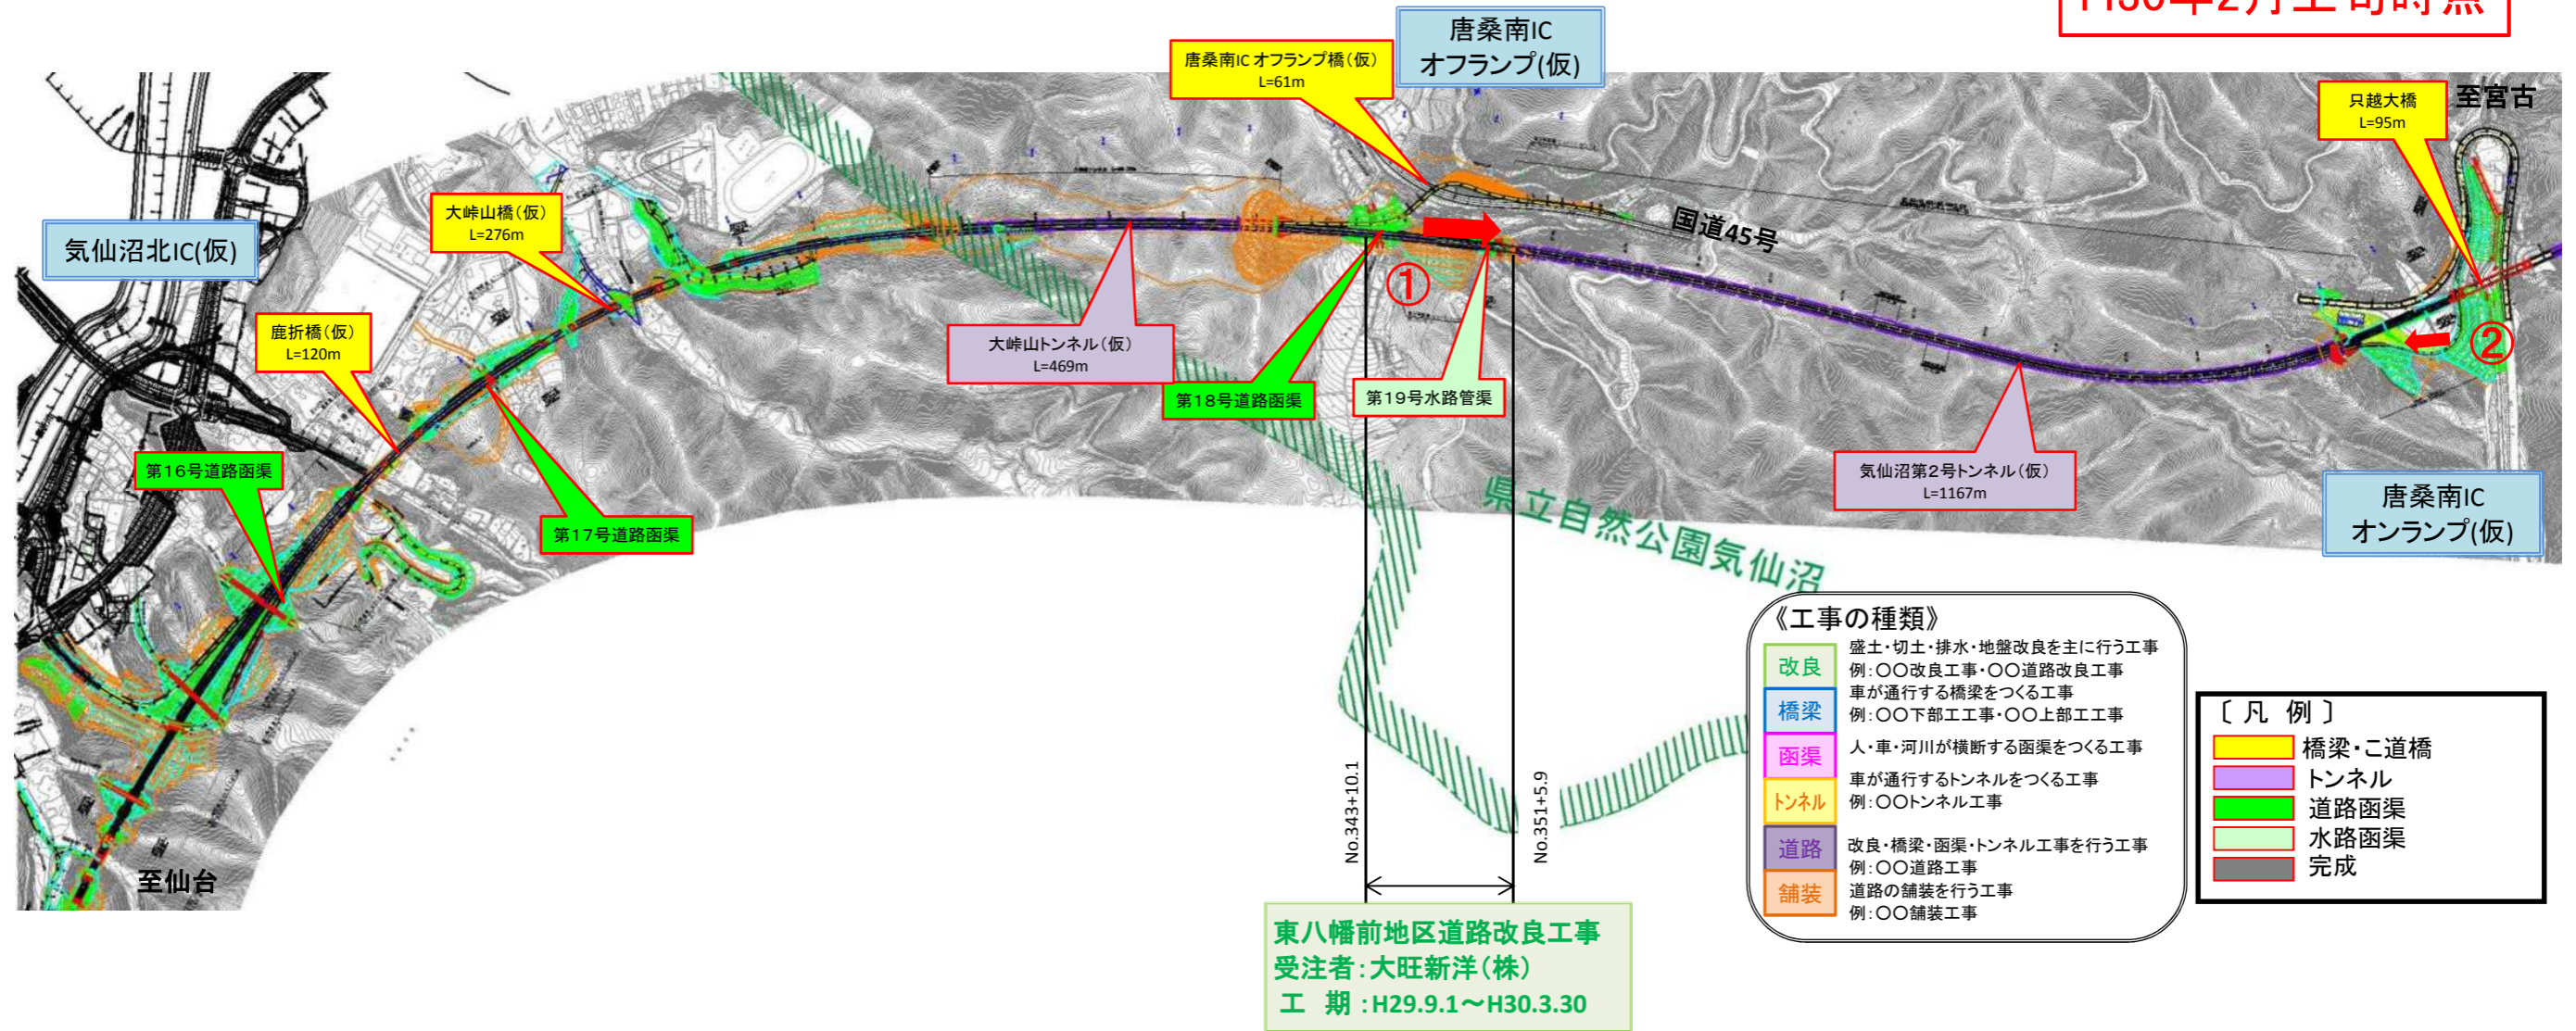 H30年2月上旬時点
唐桑南IC
オフランプ(仮)
唐桑南IC オフランプ橋(仮)
L=61m
只越大橋
L=95m
至宮古
気仙沼北IC(仮)
大峠山橋(仮)
L=276m
国道45号
鹿折橋(仮)
L=120m
①
②
大峠山トンネル(仮)
L=469m
第18号道路函渠
第19号水路管渠
第16号道路函渠
第17号道路函渠
気仙沼第2号トンネル(仮)
L=1167m
唐桑南IC
オンランプ(仮)
県立自然公園気仙沼
至仙台
No.343+10.1
No.351+5.9
東八幡前地区道路改良工事
受注者:大旺新洋(株)
工 期:H29.9.1～H30.3.30
《工事の種類》
改良
盛土・切土・排水・地盤改良を主に行う工事
例:〇〇改良工事・〇〇道路改良工事
橋梁
車が通行する橋梁をつくる工事
例:〇〇下部工工事・〇〇上部工工事
函渠
人・車・河川が横断する函渠をつくる工事
トンネル
車が通行するトンネルをつくる工事
例:〇〇トンネル工事
道路
改良・橋梁・函渠・トンネル工事を行う工事
例:〇〇道路工事
舗装
道路の舗装を行う工事
例:〇〇舗装工事
〔凡 例〕
橋梁・こ道橋
トンネル
道路函渠
水路函渠
完成